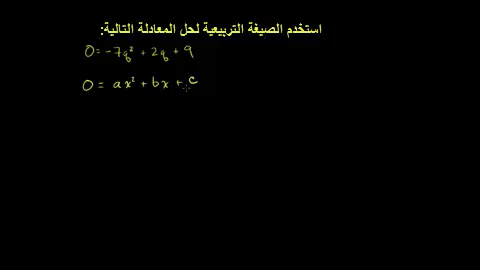 استخدم الصيغة التربيعية لحل المعادلة التالية:
0 = -7q² + 2q + 9
0 = ax² + bx + c